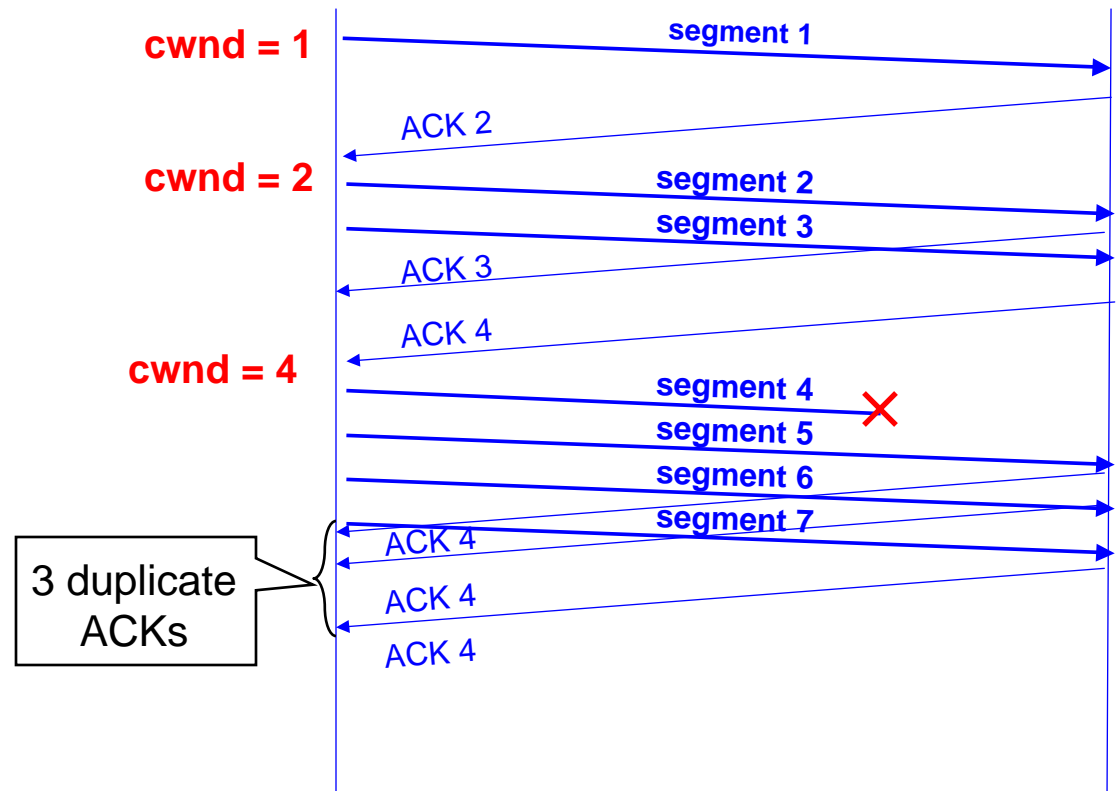 cwnd = 1
segment 1
ACK 2
cwnd = 2
segment 2
segment 3
ACK 3
ACK 4
cwnd = 4
segment 4
segment 5
segment 6
segment 7
ACK 4
3 duplicate
ACKs
ACK 4
ACK 4